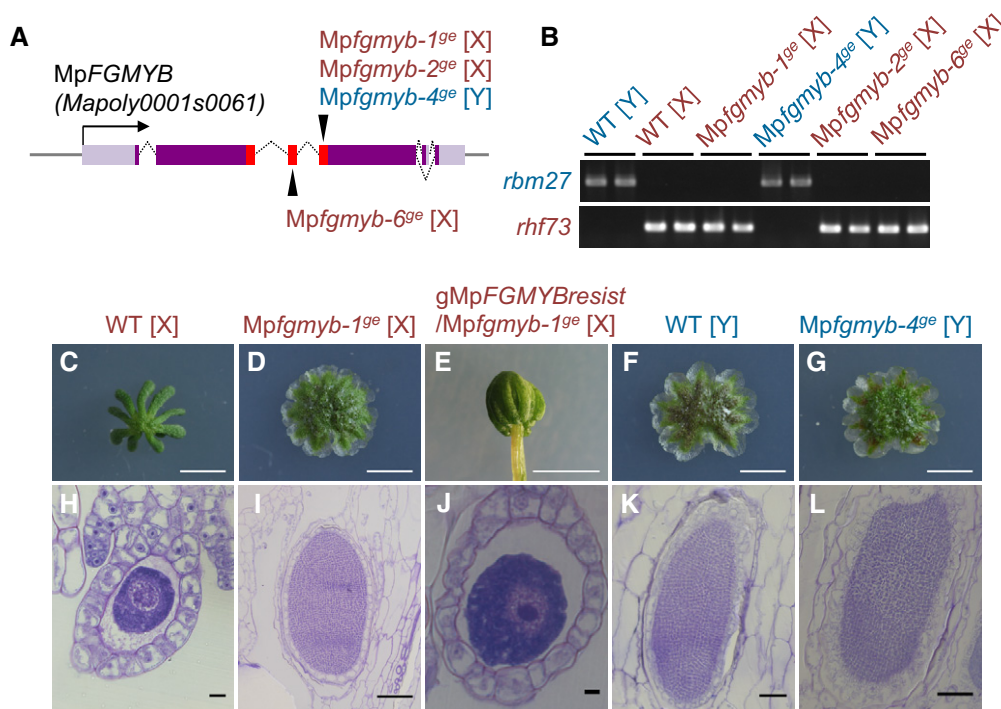 A
MpFGMYB
(Mapoly0001s0061)
Mpfgmyb-1ge [X]
Mpfgmyb-2ge [X]
Mpfgmyb-4ge [Y]
Mpfgmyb-6ge [X]
B
WT [Y]
WT [X]
Mpfgmyb-1ge [X]
Mpfgmyb-4ge [Y]
Mpfgmyb-2ge [X]
Mpfgmyb-6ge [X]
rbm27
rhf73
WT [X]
Mpfgmyb-1ge [X]
gMpFGMYBresist
/Mpfgmyb-1ge [X]
WT [Y]
Mpfgmyb-4ge [Y]
C
D
E
F
G
H
I
J
K
L